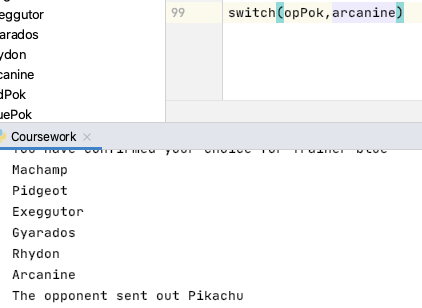 eggutor
arados
ydon
canine
dPok
uePok
99
switch(opPok,arcanine)
Coursework
You have confirmed your choice for Trainer blue
Machamp
Pidgeot
Exeggutor
Gyarados
Rhydon
Arcanine
The opponent sent out Pikachu